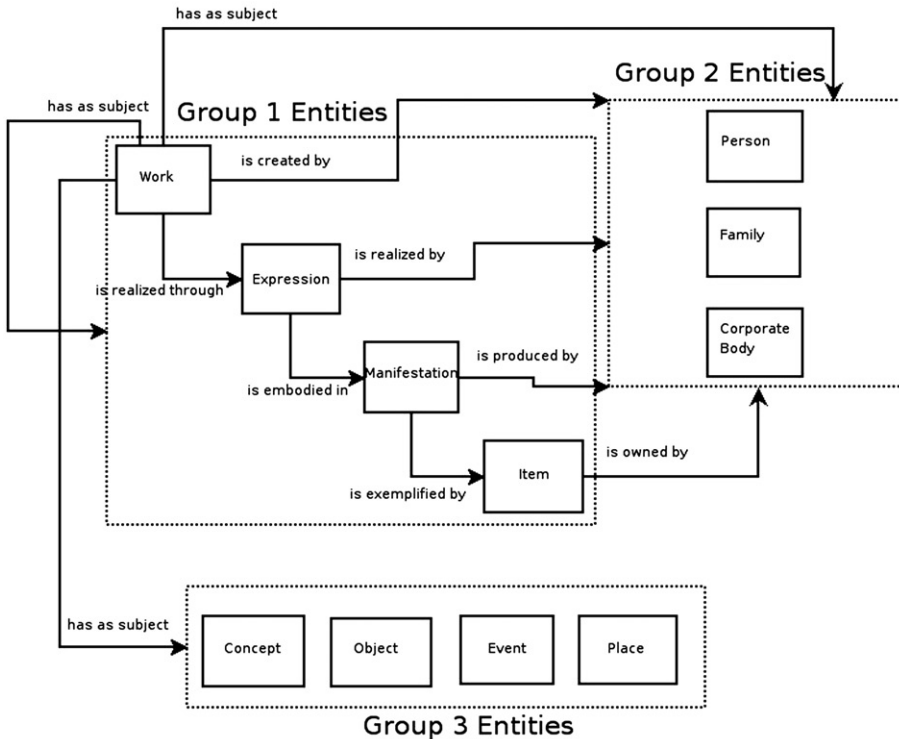 has as subject
Group 2 Entities
has as subject
Group 1 Entities
Person
Work
is created by
Family
is realized by
Expression
is realized through
Corporate
Body
is produced by
Manifestation
is embodied in
is owned by
Item
is exemplified by
has as subject
Concept
Object
Event
Place
Group 3 Entities